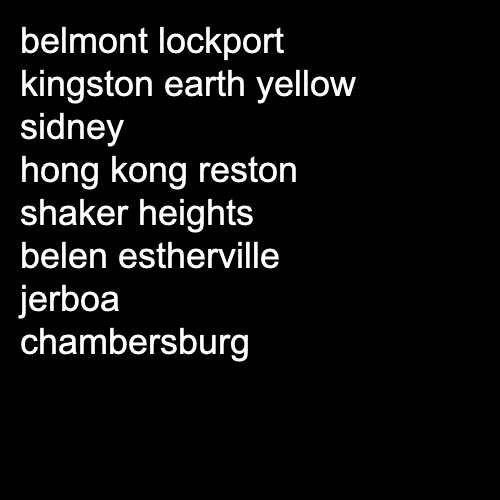 belmont lockport
kingston earth yellow
sidney
hong kong reston
shaker heights
belen estherville
jerboa
chambersburg